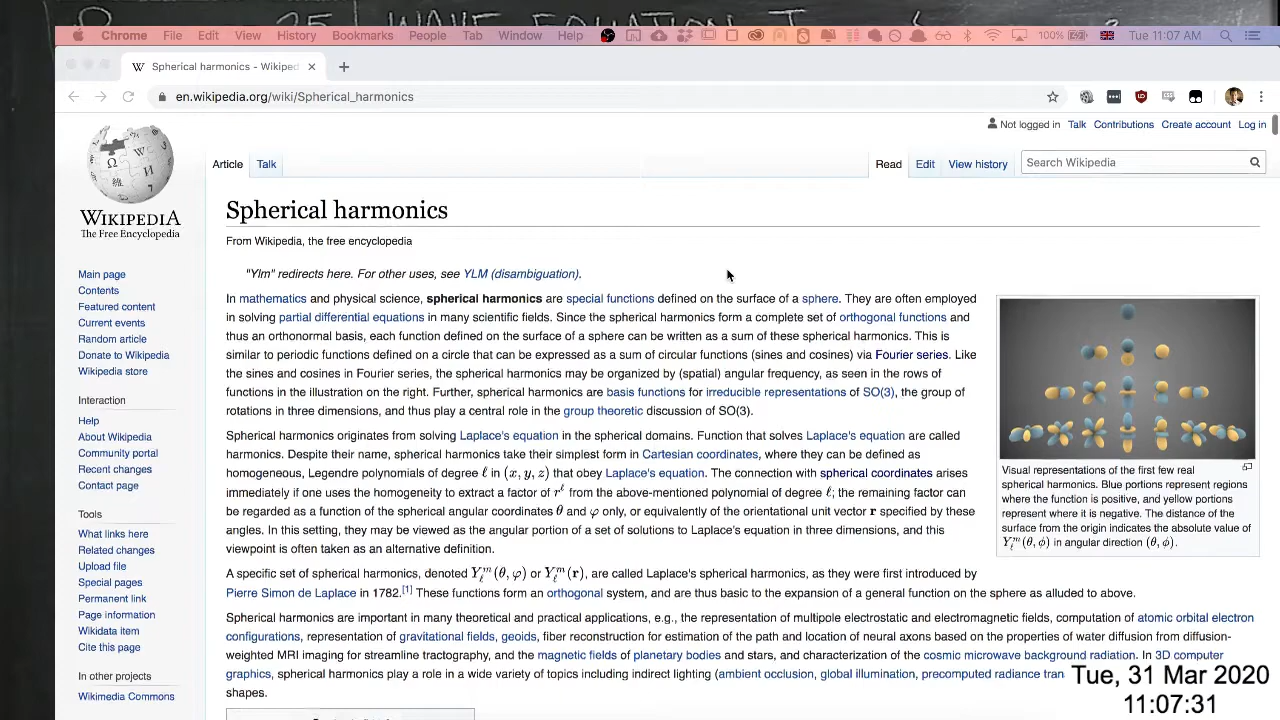 25 WAVE EQUATION I
Chrome File Edit View History Bookmarks People Tab Window Help 100% Tue 11:07 AM
Spherical harmonics - Wikiped
en.wikipedia.org/wiki/Spherical_harmonics
Not logged in Talk Contributions Create account Log in
Article Talk Read Edit View history Search Wikipedia
WIKIPEDIA
The Free Encyclopedia
Main page
Contents
Featured content
Current events
Random article
Donate to Wikipedia
Wikipedia store
Interaction
Help
About Wikipedia
Community portal
Recent changes
Contact page
Tools
What links here
Related changes
Upload file
Special pages
Permanent link
Page information
Wikidata item
Cite this page
In other projects
Wikimedia Commons
Spherical harmonics
From Wikipedia, the free encyclopedia
"Ylm" redirects here. For other uses, see YLM (disambiguation).
In mathematics and physical science, spherical harmonics are special functions defined on the surface of a sphere. They are often employed
in solving partial differential equations in many scientific fields. Since the spherical harmonics form a complete set of orthogonal functions and
thus an orthonormal basis, each function defined on the surface of a sphere can be written as a sum of these spherical harmonics. This is
similar to periodic functions defined on a circle that can be expressed as a sum of circular functions (sines and cosines) via Fourier series. Like
the sines and cosines in Fourier series, the spherical harmonics may be organized by (spatial) angular frequency, as seen in the rows of
functions in the illustration on the right. Further, spherical harmonics are basis functions for irreducible representations of SO(3), the group of
rotations in three dimensions, and thus play a central role in the group theoretic discussion of SO(3).
Spherical harmonics originates from solving Laplace's equation in the spherical domains. Function that solves Laplace's equation are called
harmonics. Despite their name, spherical harmonics take their simplest form in Cartesian coordinates, where they can be defined as
homogeneous, Legendre polynomials of degree ℓ in (x, y, z) that obey Laplace's equation. The connection with spherical coordinates arises
immediately if one uses the homogeneity to extract a factor of r^ℓ from the above-mentioned polynomial of degree ℓ; the remaining factor can
be regarded as a function of the spherical angular coordinates θ and φ only, or equivalently of the orientational unit vector r specified by these
angles. In this setting, they may be viewed as the angular portion of a set of solutions to Laplace's equation in three dimensions, and this
viewpoint is often taken as an alternative definition.
A specific set of spherical harmonics, denoted Y_ℓ^m(θ, φ) or Y_ℓ^m(r), are called Laplace's spherical harmonics, as they were first introduced by
Pierre Simon de Laplace in 1782.[1] These functions form an orthogonal system, and are thus basic to the expansion of a general function on the sphere as alluded to above.
Spherical harmonics are important in many theoretical and practical applications, e.g., the representation of multipole electrostatic and electromagnetic fields, computation of atomic orbital electron
configurations, representation of gravitational fields, geoids, fiber reconstruction for estimation of the path and location of neural axons based on the properties of water diffusion from diffusion-
weighted MRI imaging for streamline tractography, and the magnetic fields of planetary bodies and stars, and characterization of the cosmic microwave background radiation. In 3D computer
graphics, spherical harmonics play a role in a wide variety of topics including indirect lighting (ambient occlusion, global illumination, precomputed radiance tran
shapes.
Visual representations of the first few real
spherical harmonics. Blue portions represent regions
where the function is positive, and yellow portions
represent where it is negative. The distance of the
surface from the origin indicates the absolute value of
Y_ℓ^m(θ, ϕ) in angular direction (θ, ϕ).
Tue, 31 Mar 2020
11:07:31